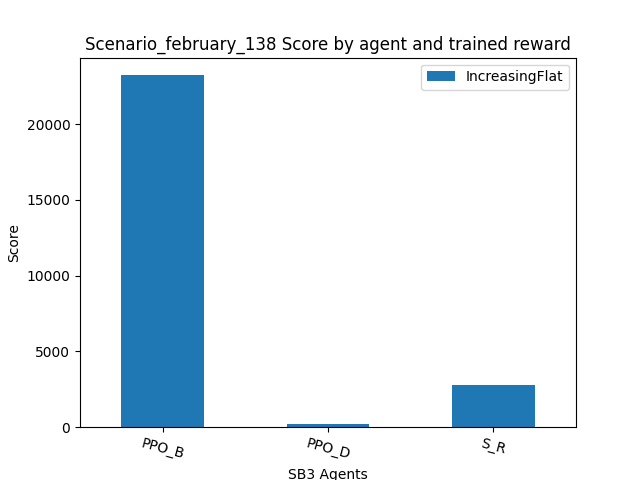 Scenario_february_138 Score by agent and trained reward
IncreasingFlat
Score
20000
15000
10000
5000
0
PPO_B
PPO_D
S_R
SB3 Agents